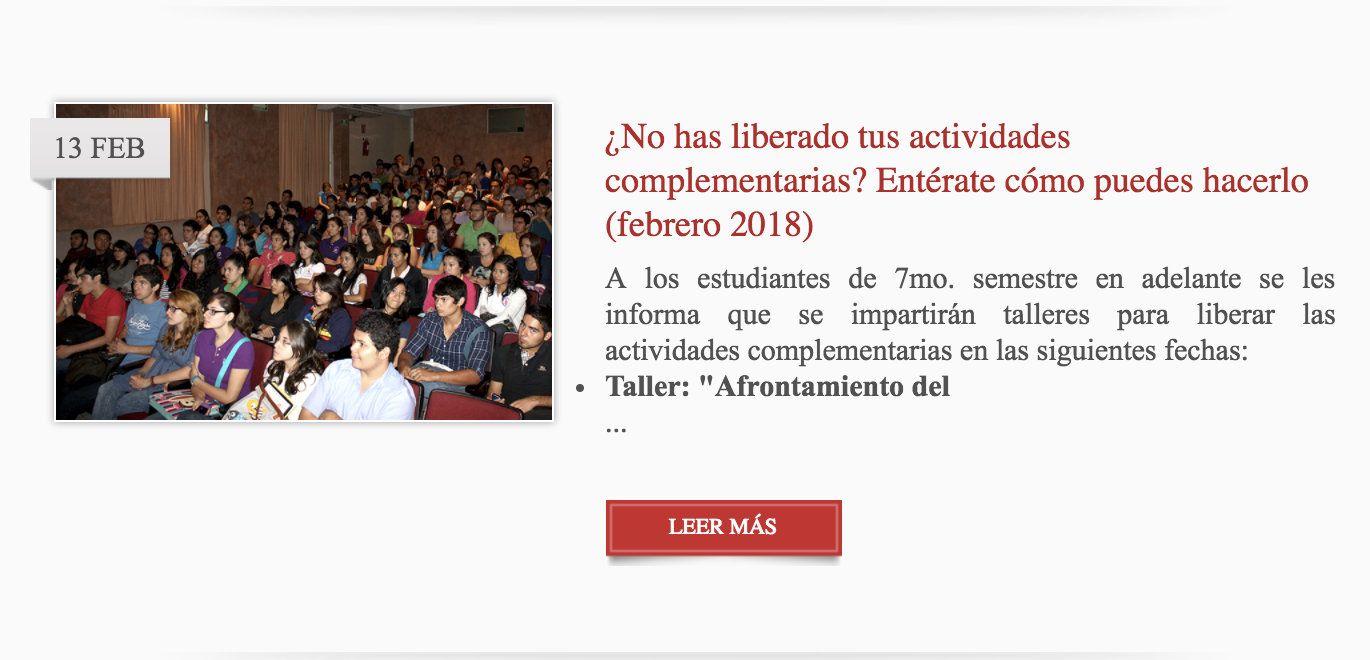 13 FEB
¿No has liberado tus actividades
complementarias? Entérate cómo puedes hacerlo
(febrero 2018)
A los estudiantes de 7mo. semestre en adelante se les
informa que se impartirán talleres para liberar las
actividades complementarias en las siguientes fechas:
• Taller: "Afrontamiento del
...
LEER MÁS